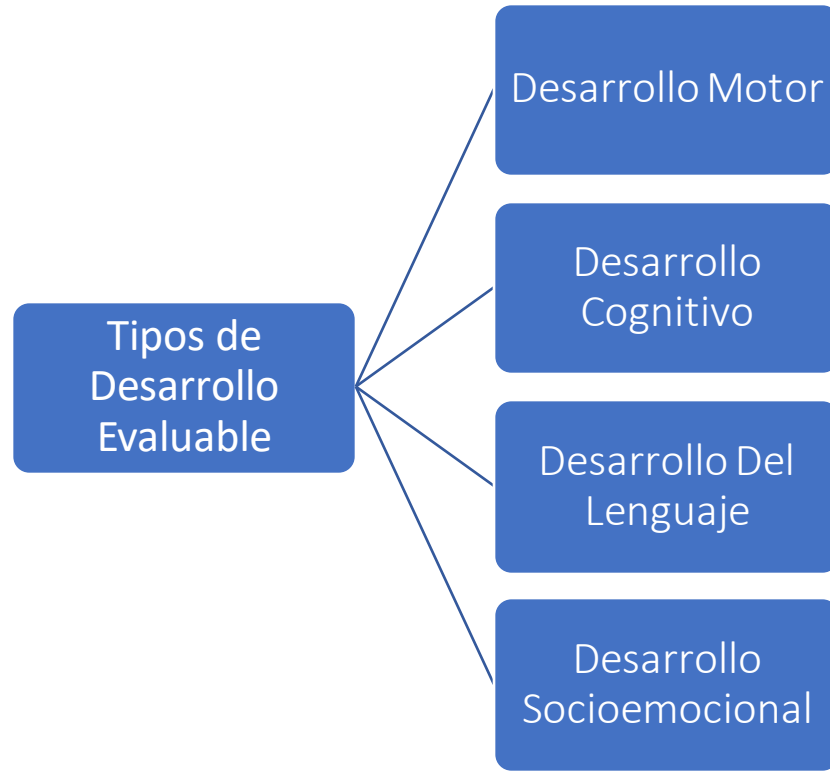 Tipos de
Desarrollo
Evaluable
Desarrollo Motor
Desarrollo
Cognitivo
Desarrollo Del
Lenguaje
Desarrollo
Socioemocional